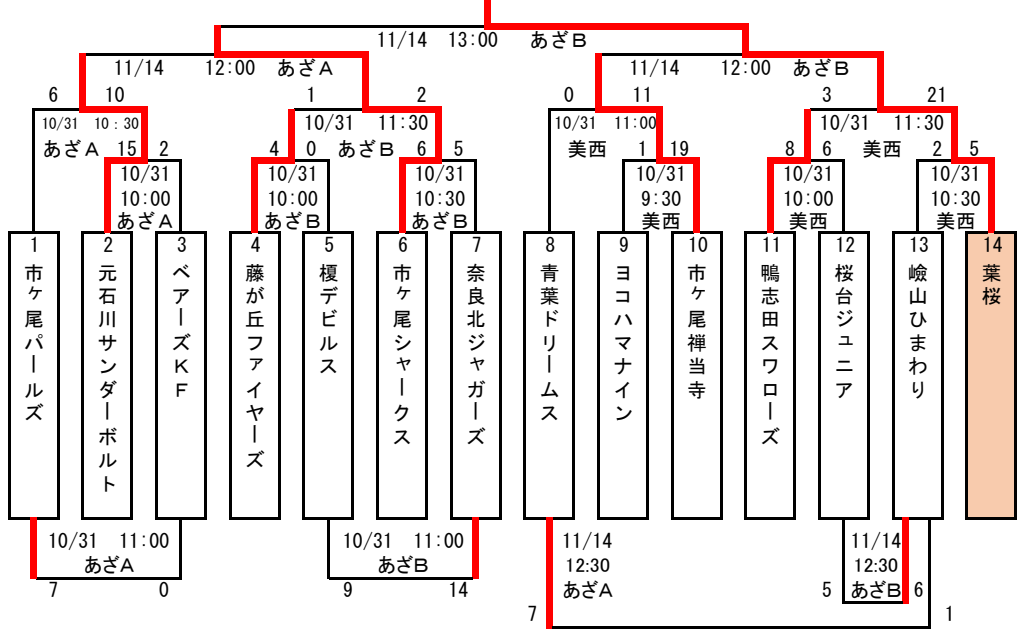 11/14 13:00 あざB
11/14 12:00 あざA
11/14 12:00 あざB
6 10
1 2
0 11
3 21
10/31 10:30
10/31 11:30
10/31 11:00
10/31 11:30
あざA 15 2
4 0 あざB 6 5
美西 1 19
8 6 美西 2 5
10/31
10:00
あざA
10/31
10:00
あざB
10/31
10:30
あざB
10/31
9:30
美西
10/31
10:00
美西
10/31
10:30
美西
1
市ヶ尾パールズ
2
元石川サンダーボルト
3
ベアーズKF
4
藤が丘ファイヤーズ
5
榎デビルス
6
市ヶ尾シャークス
7
奈良北ジャガーズ
8
青葉ドリームス
9
ヨコハマナイン
10
市ヶ尾禅当寺
11
鴨志田スワローズ
12
桜台ジュニア
13
嶮山ひまわり
14
葉桜
10/31 11:00
あざA
7 0
10/31 11:00
あざB
9 14
11/14
12:30
あざA
7 1
11/14
12:30
5 あざB 6